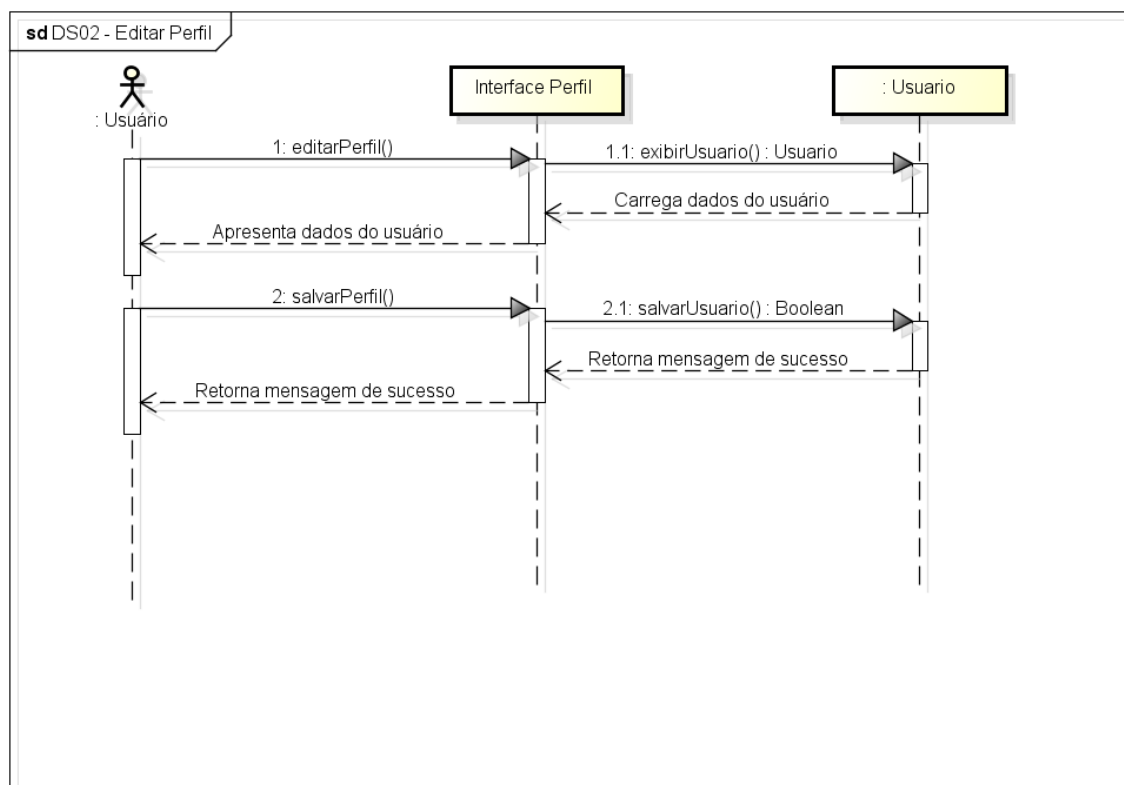 sd DS02 - Editar Perfil
: Usuário
Interface Perfil
: Usuario
1: editarPerfil()
1.1: exibirUsuario() : Usuario
Carrega dados do usuário
Apresenta dados do usuário
2: salvarPerfil()
2.1: salvarUsuario() : Boolean
Retorna mensagem de sucesso
Retorna mensagem de sucesso